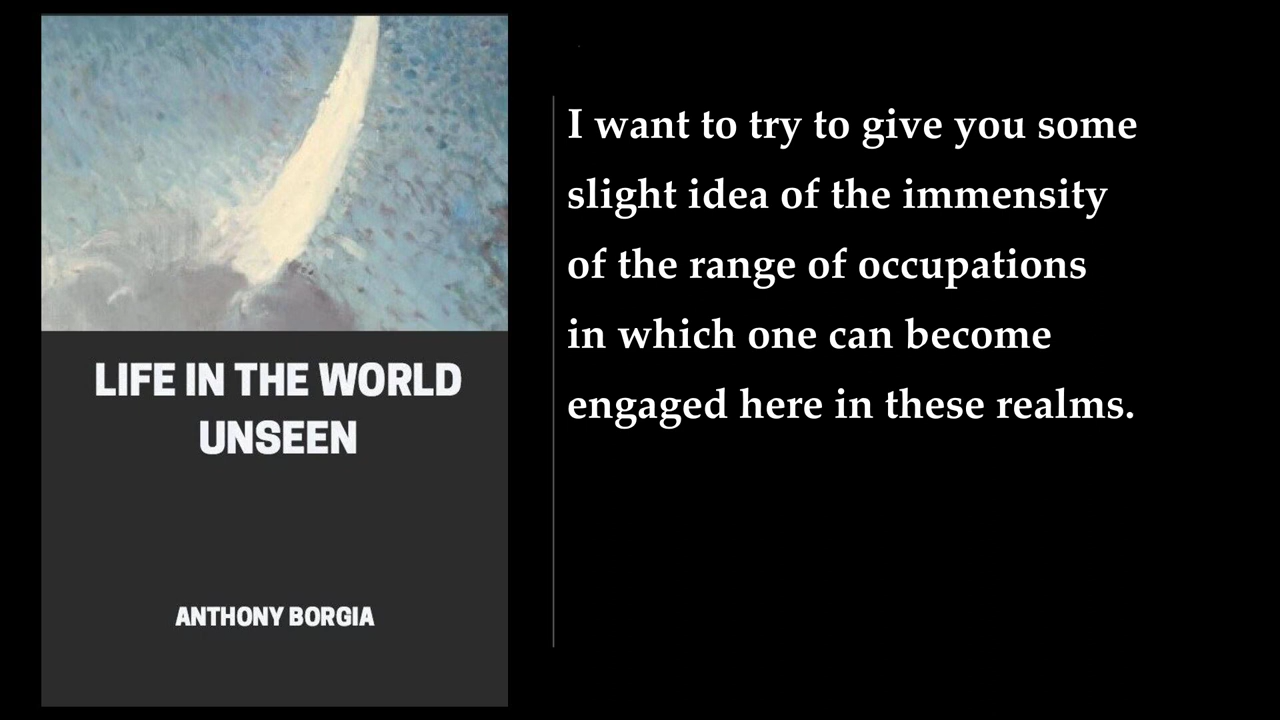 LIFE IN THE WORLD
UNSEEN
ANTHONY BORGIA
I want to try to give you some
slight idea of the immensity
of the range of occupations
in which one can become
engaged here in these realms.